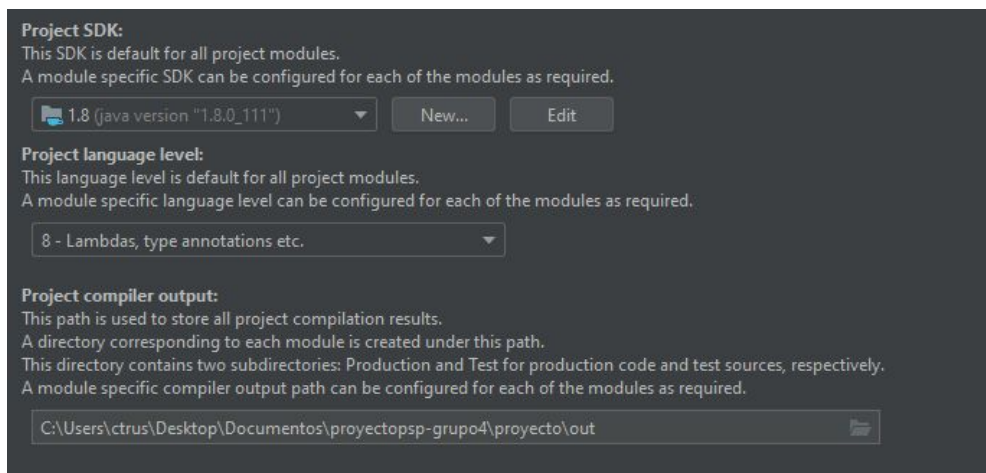 Project SDK:
This SDK is default for all project modules.
A module specific SDK can be configured for each of the modules as required.
1.8 (java version "1.8.0_111") New... Edit
Project language level:
This language level is default for all project modules.
A module specific language level can be configured for each of the modules as required.
8 - Lambdas, type annotations etc.
Project compiler output:
This path is used to store all project compilation results.
A directory corresponding to each module is created under this path.
This directory contains two subdirectories: Production and Test for production code and test sources, respectively.
A module specific compiler output path can be configured for each of the modules as required.
C:\Users\ctrus\Desktop\Documentos\proyectopsp-grupo4\proyecto\out